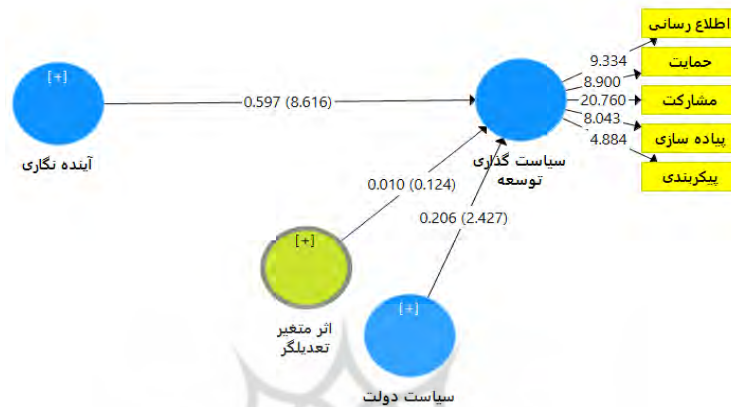 اطلاع رسانی
[+]
9.334
حمایت
8.900
0.597 (8.616)
20.760
مشارکت
8.043
پیاده سازی
4.884
آینده نگاری
سیاست گذاری
توسعه
پیکربندی
0.010 (0.124)
0.206 (2.427)
[+]
[+]
اثر متغیر
تعدیلگر
سیاست دولت